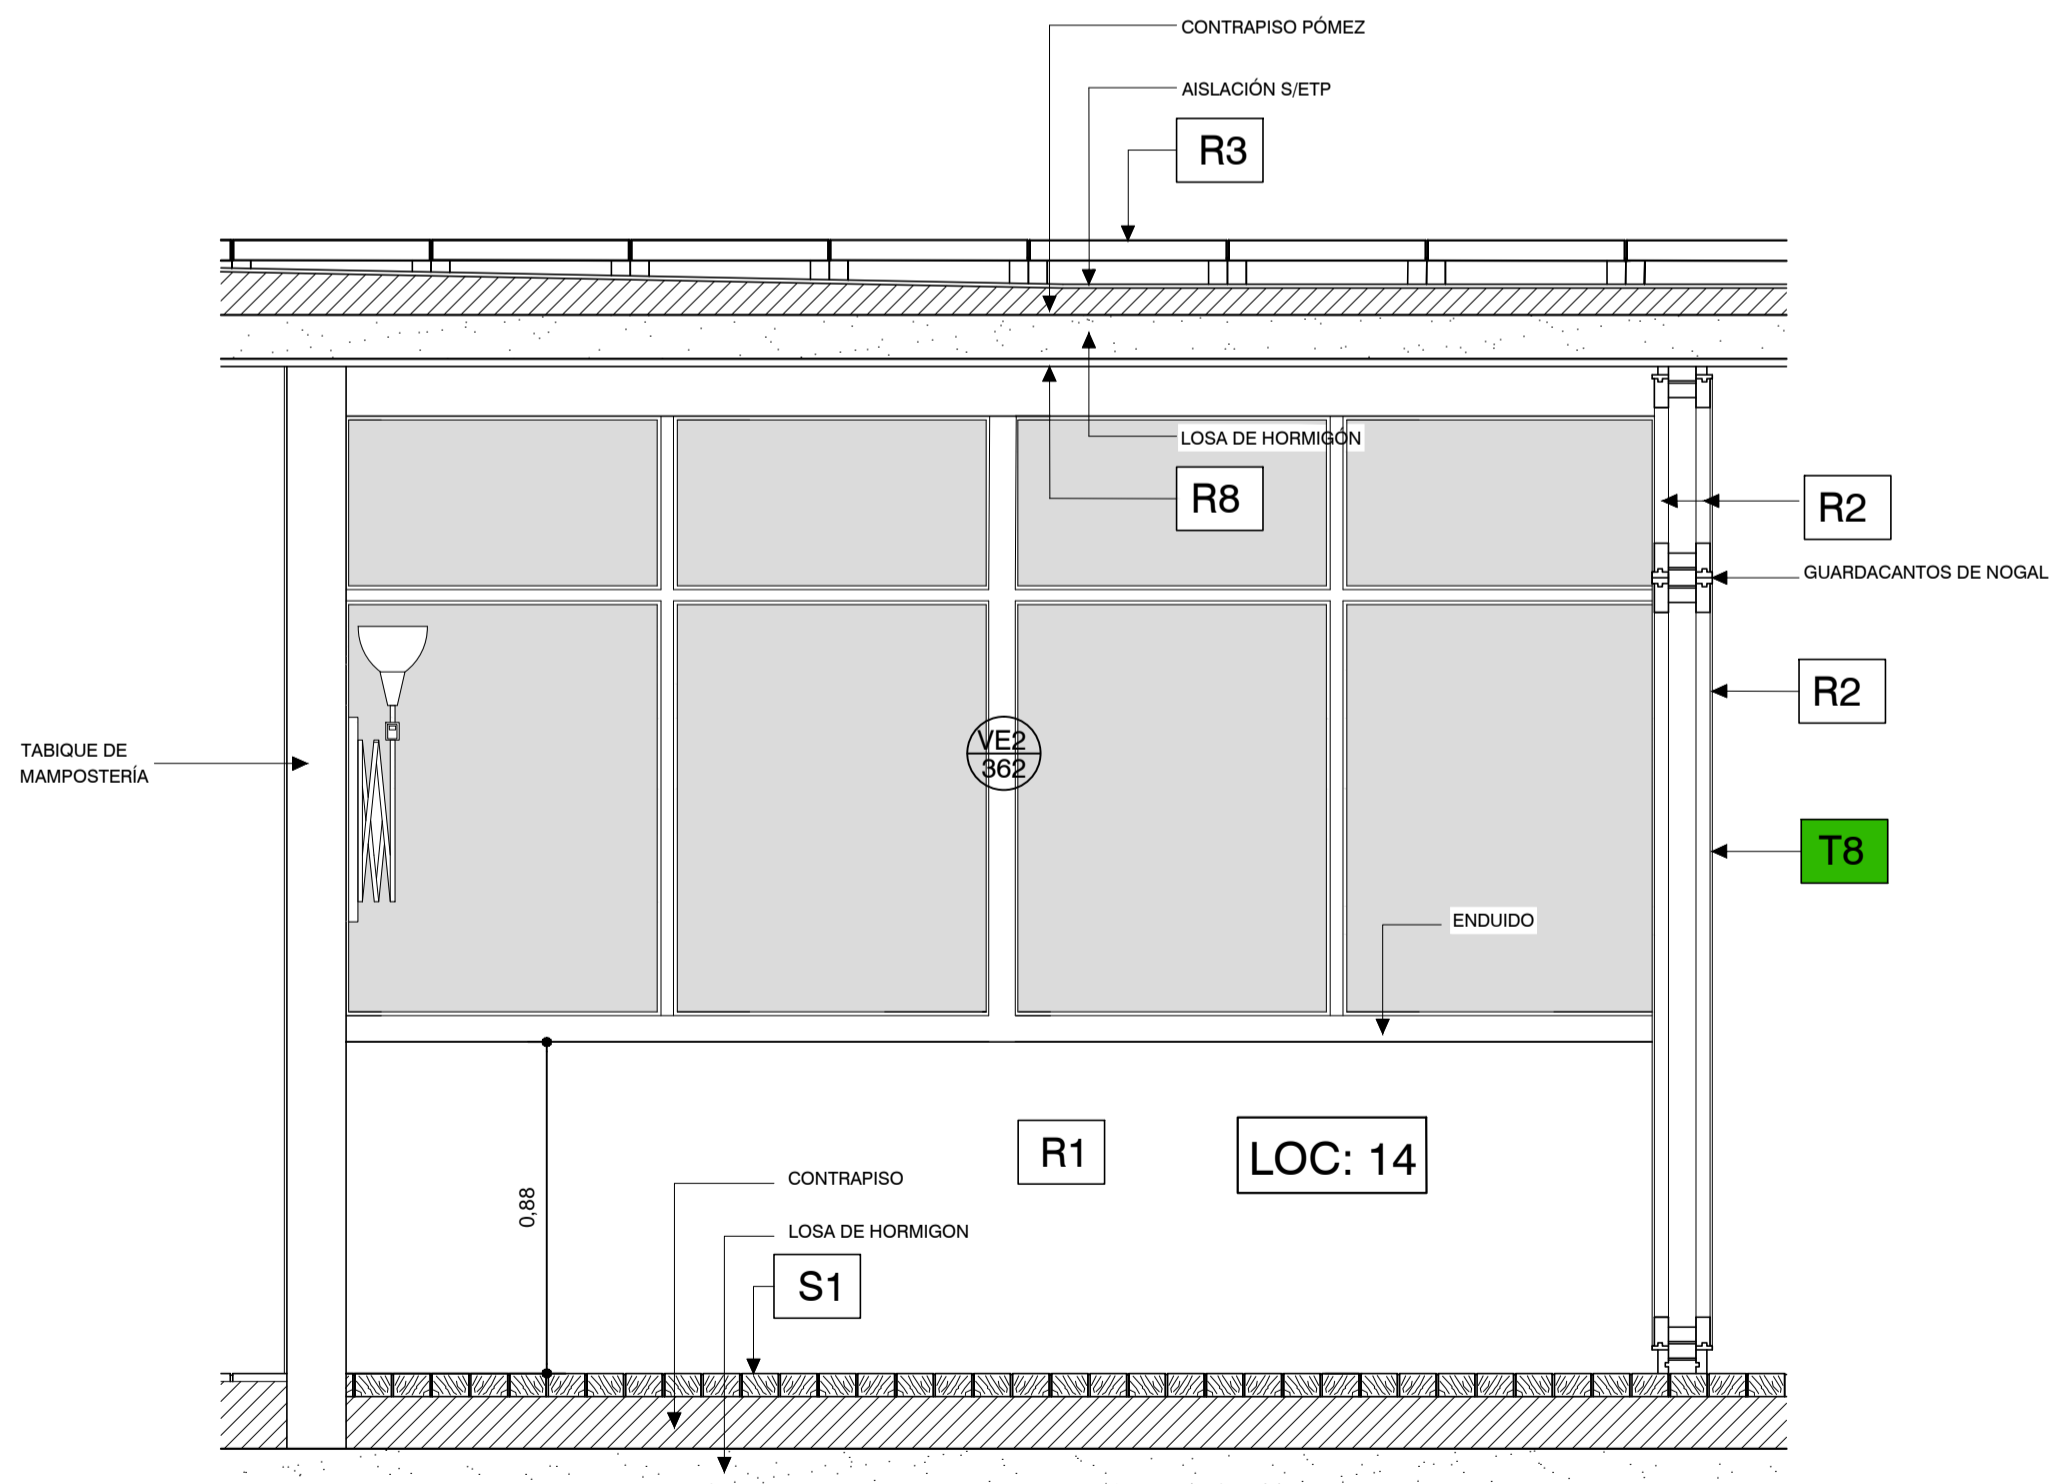 CONTRAPISO PÓMEZ
AISLACIÓN S/ETP
R3
LOSA DE HORMIGÓN
R8
R2
GUARDACANTOS DE NOGAL
R2
VE2
362
TABIQUE DE
MAMPOSTERÍA
T8
ENDUIDO
R1
LOC: 14
CONTRAPISO
0,88
LOSA DE HORMIGON
S1